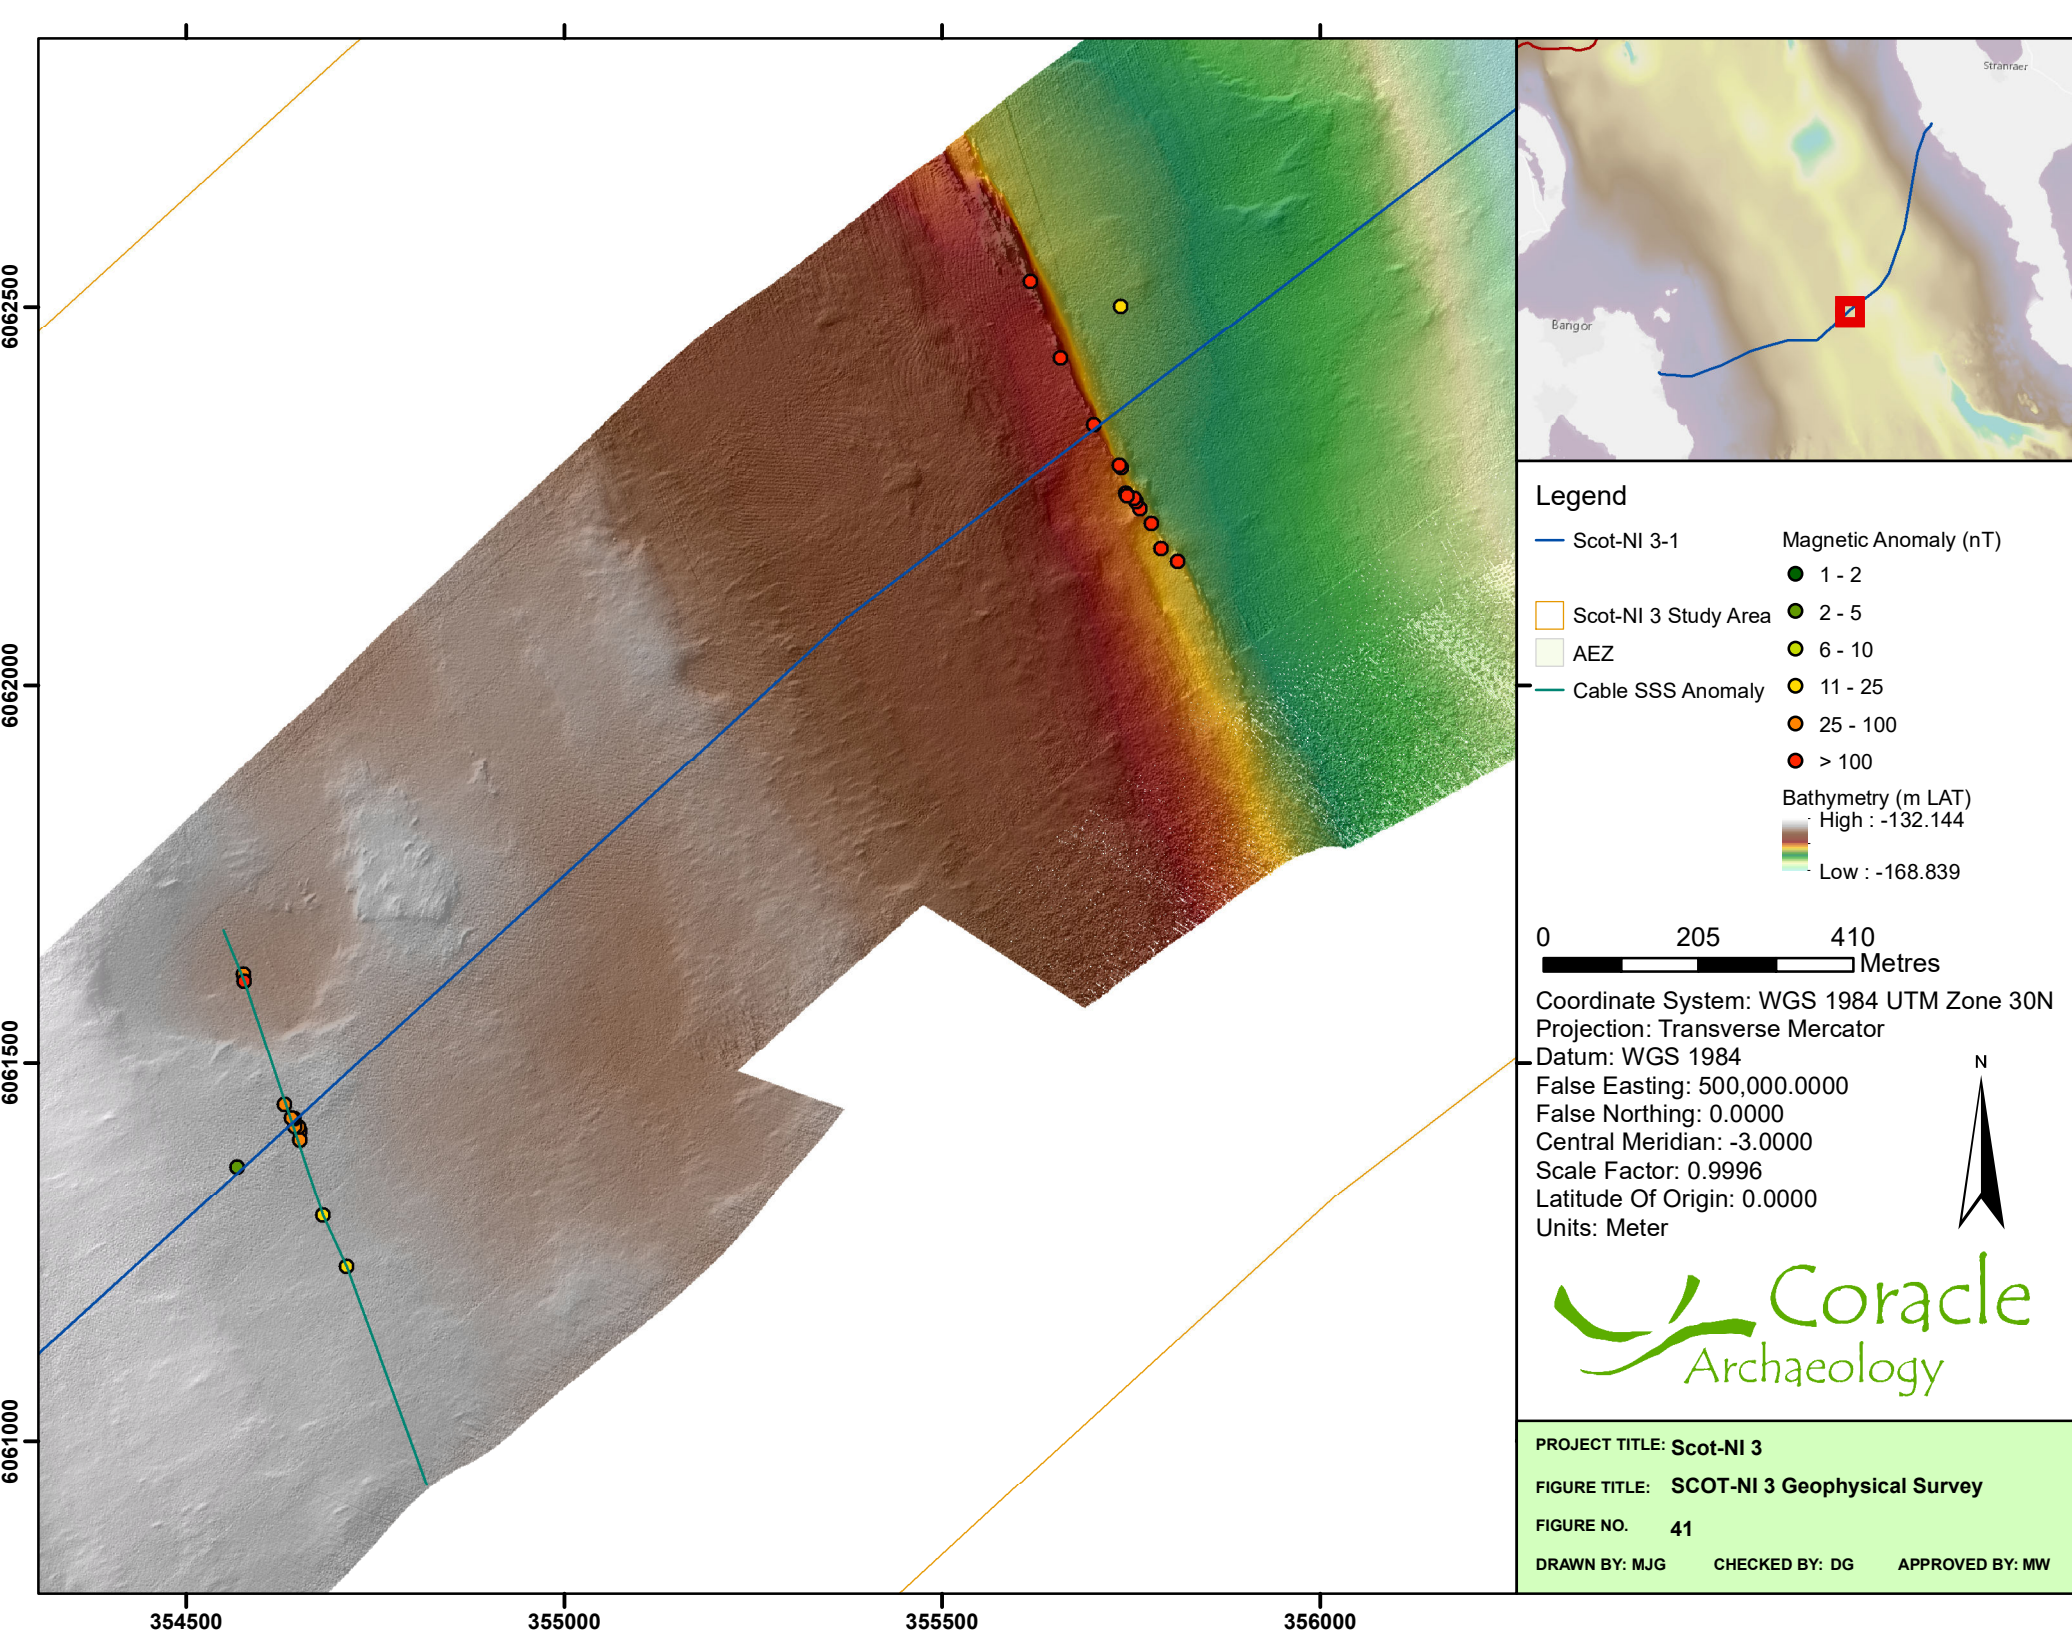 Stranraer
Bangor
6062500
6062000
6061500
6061000
354500
355000
355500
356000
Legend
Scot-NI 3-1
Scot-NI 3 Study Area
AEZ
Cable SSS Anomaly
Magnetic Anomaly (nT)
1 - 2
2 - 5
6 - 10
11 - 25
25 - 100
> 100
Bathymetry (m LAT)
High : -132.144
Low : -168.839
0 205 410
Metres
Coordinate System: WGS 1984 UTM Zone 30N
Projection: Transverse Mercator
Datum: WGS 1984
False Easting: 500,000.0000
False Northing: 0.0000
Central Meridian: -3.0000
Scale Factor: 0.9996
Latitude Of Origin: 0.0000
Units: Meter
N
Coracle
Archaeology
PROJECT TITLE: Scot-NI 3
FIGURE TITLE: SCOT-NI 3 Geophysical Survey
FIGURE NO. 41
DRAWN BY: MJG CHECKED BY: DG APPROVED BY: MW